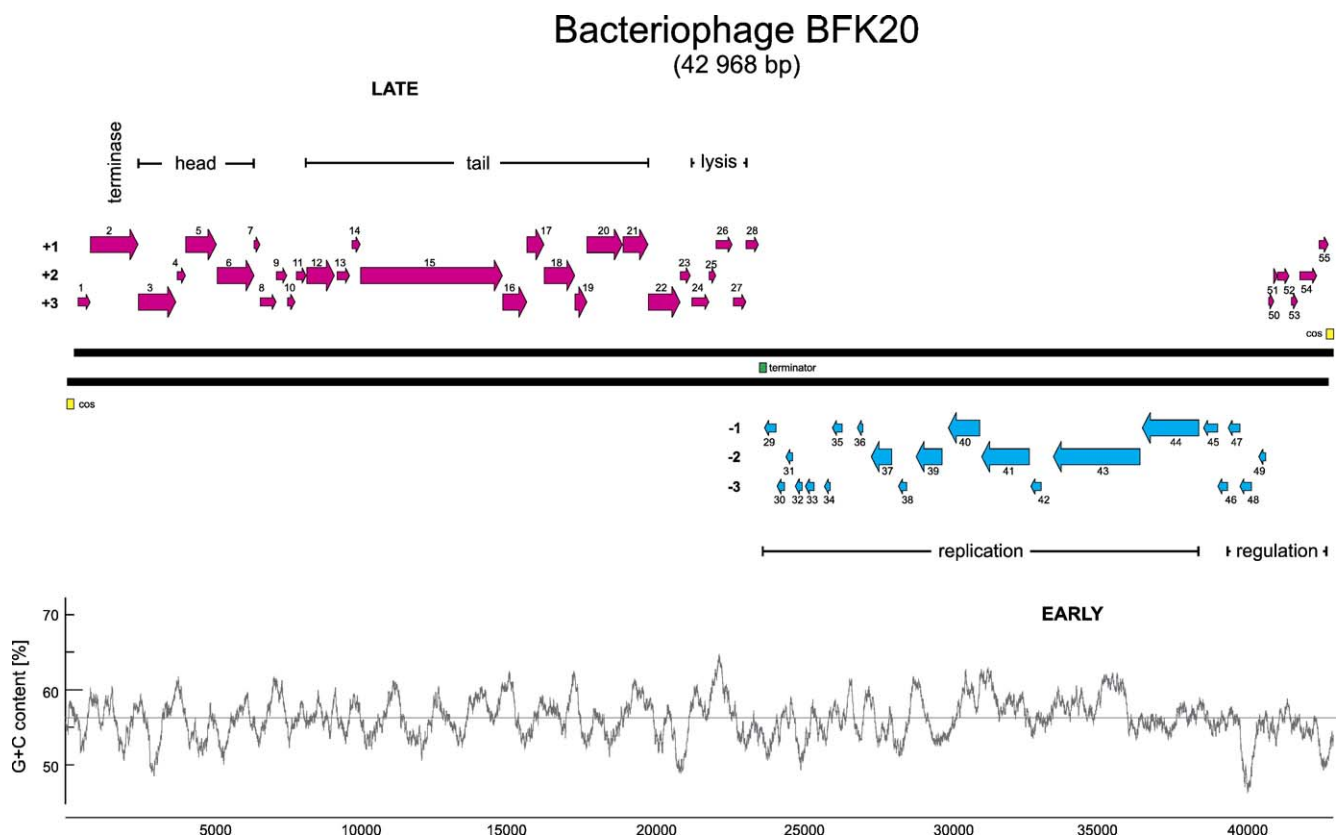 Bacteriophage BFK20
(42 968 bp)
LATE
terminase
head
tail
lysis
2 5 7 14 17 20 21 26 28 55
+1
4 6 9 11 12 13 15 18 23 25 51 52 54
+2
1 3 8 10 16 19 22 24 27 50 53
+3
cos
terminator
cos
-1
29 35 36 40 44 45 47
-2
31 37 39 41 43 49
-3
30 32 33 34 38 42 46 48
replication
regulation
EARLY
G+C content [%]
70
60
50
5000 10000 15000 20000 25000 30000 35000 40000